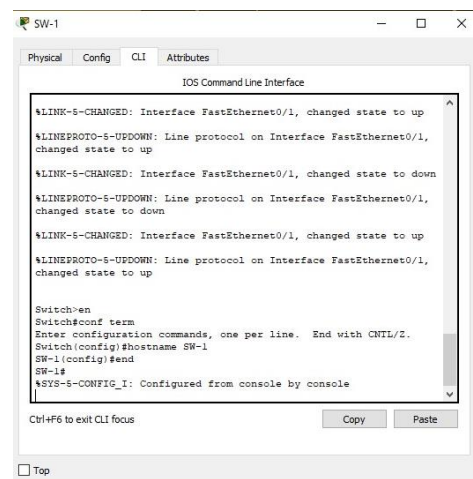 SW-1
Physical Config CLI Attributes
IOS Command Line Interface
%LINK-5-CHANGED: Interface FastEthernet0/1, changed state to up
%LINEPROTO-5-UPDOWN: Line protocol on Interface FastEthernet0/1,
changed state to up
%LINK-5-CHANGED: Interface FastEthernet0/1, changed state to down
%LINEPROTO-5-UPDOWN: Line protocol on Interface FastEthernet0/1,
changed state to down
%LINK-5-CHANGED: Interface FastEthernet0/1, changed state to up
%LINEPROTO-5-UPDOWN: Line protocol on Interface FastEthernet0/1,
changed state to up
Switch>en
Switch#conf term
Enter configuration commands, one per line. End with CNTL/Z.
Switch(config)#hostname SW-1
SW-1(config)#end
SW-1#
%SYS-5-CONFIG_I: Configured from console by console
Ctrl+F6 to exit CLI focus
Copy Paste
Top